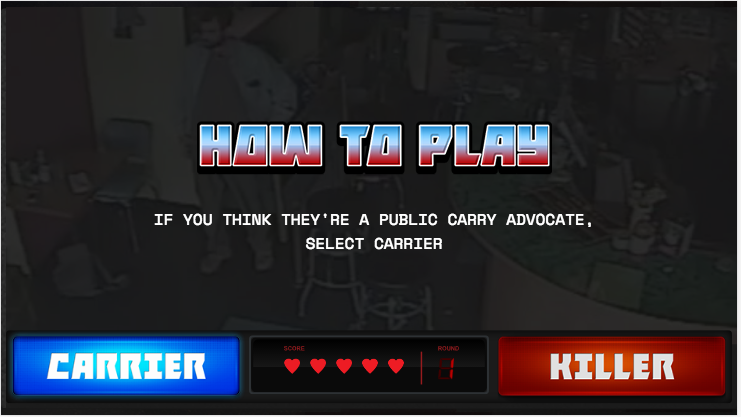 HOW TO PLAY
IF YOU THINK THEY'RE A PUBLIC CARRY ADVOCATE,
SELECT CARRIER
CARRIER
SCORE
ROUND
1
KILLER